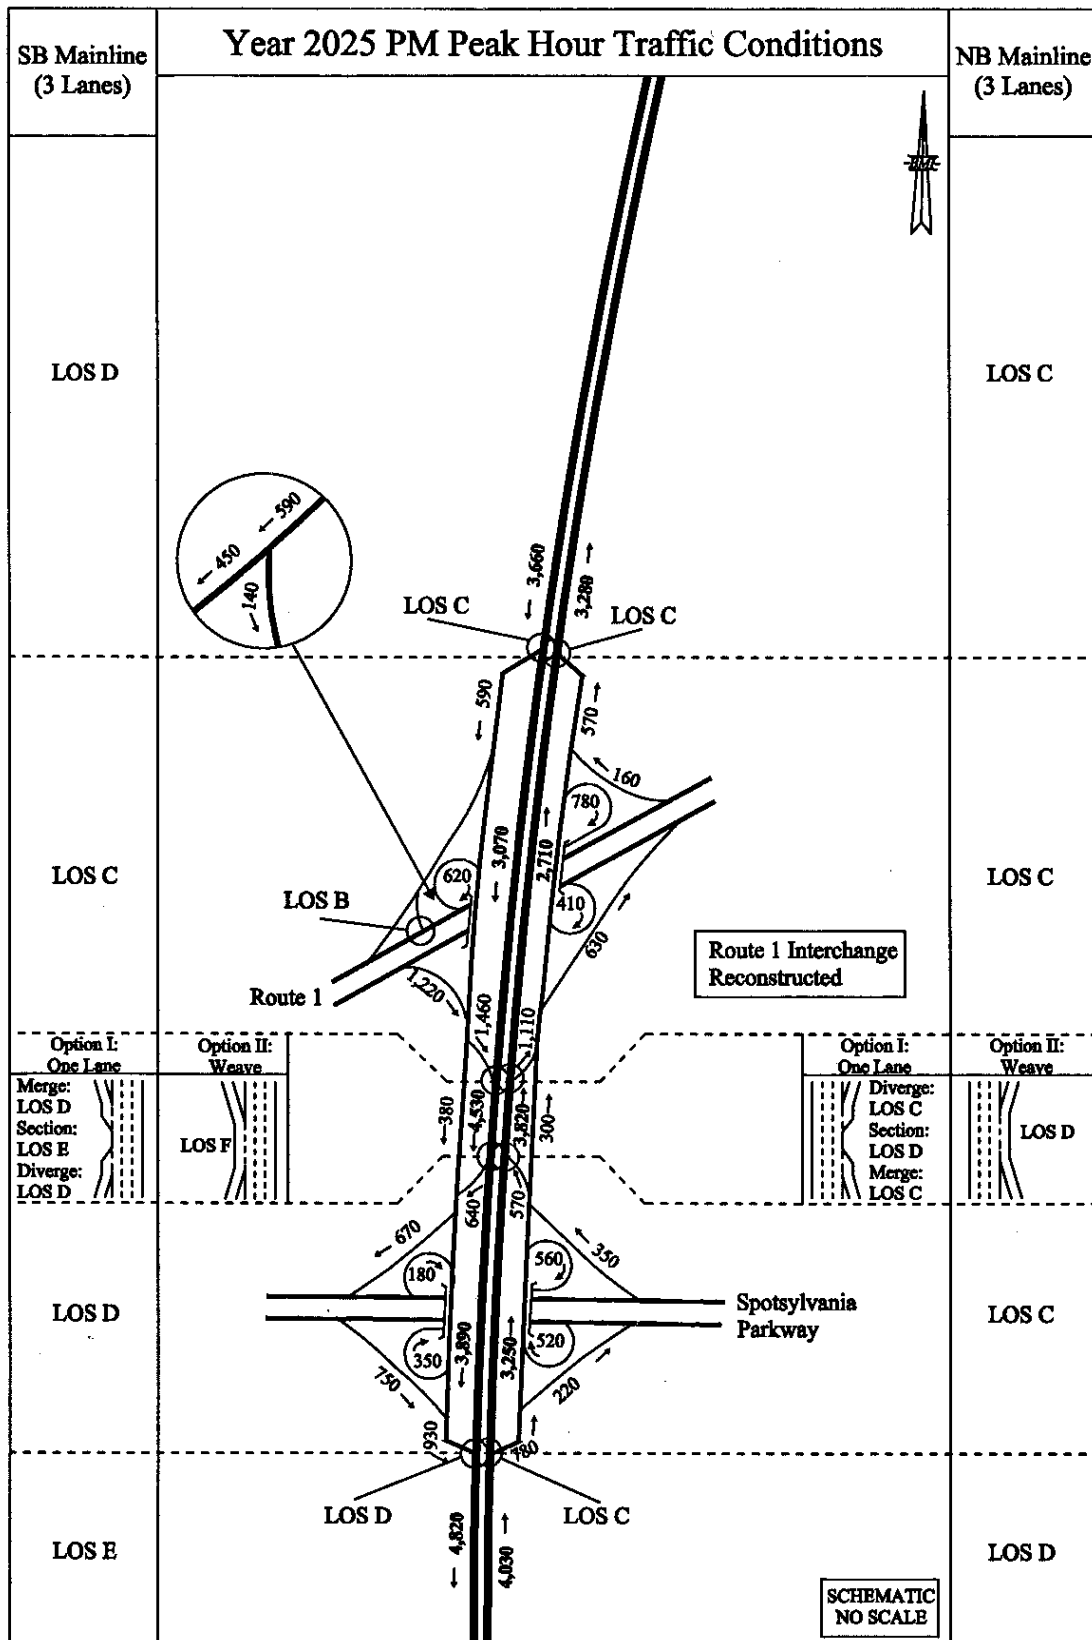 SB Mainline
(3 Lanes)
Year 2025 PM Peak Hour Traffic Conditions
NB Mainline
(3 Lanes)
BMI
LOS D
LOS C
590
450
140
3,660
3,280
LOS C
LOS C
590
570
160
780
3,070
2,710
LOS C
620
410
LOS C
LOS B
630
Route 1 Interchange
Reconstructed
1,220
Route 1
1,460
1,110
Option I:
One Lane
Option II:
Weave
Option I:
One Lane
Option II:
Weave
Merge:
LOS D
Section:
LOS E
Diverge:
LOS D
LOS F
380
4,530
3,820
300
Diverge:
LOS C
Section:
LOS D
Merge:
LOS C
LOS D
640
570
670
350
180
560
LOS D
Spotsylvania
Parkway
LOS C
350
3,890
3,250
520
750
220
930
780
LOS D
LOS C
4,820
4,030
LOS E
LOS D
SCHEMATIC
NO SCALE